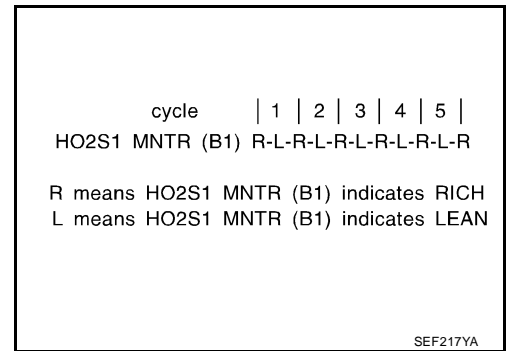 cycle | 1 | 2 | 3 | 4 | 5 |
HO2S1 MNTR (B1) R-L-R-L-R-L-R-L-R-L-R
R means HO2S1 MNTR (B1) indicates RICH
L means HO2S1 MNTR (B1) indicates LEAN
SEF217YA